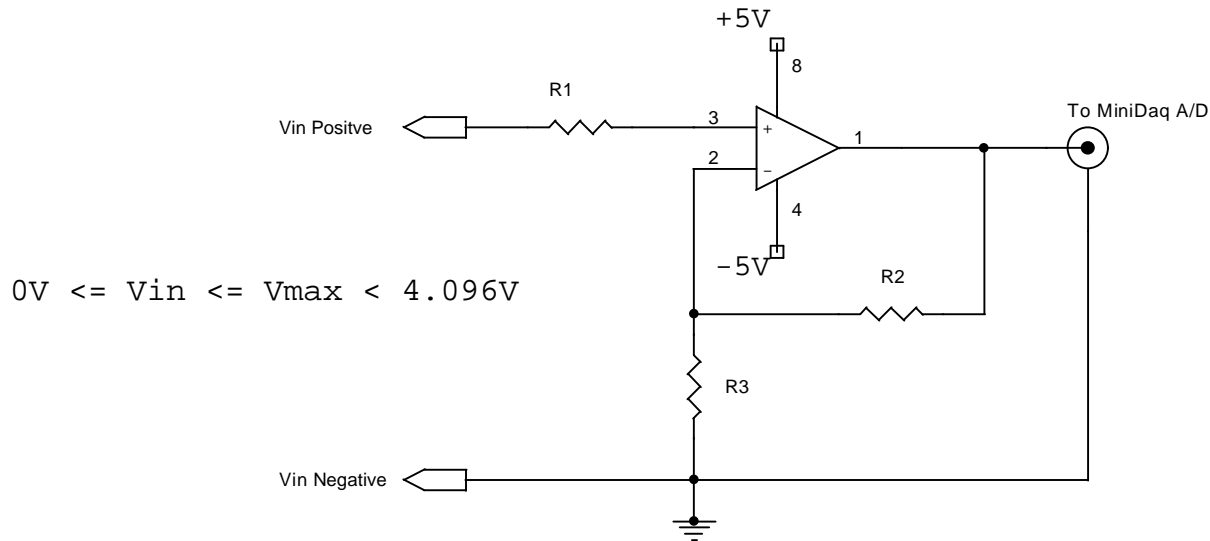 +5V
8
R1
To MiniDaq A/D
Vin Positve
3
+
1
2
-
4
-5V
R2
0V <= Vin <= Vmax < 4.096V
R3
Vin Negative